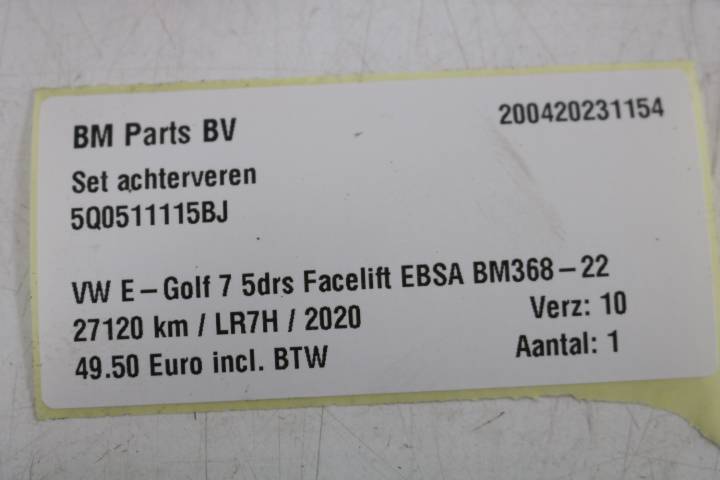 BM Parts BV 200420231154
Set achterveren
5Q0511115BJ
VW E-Golf 7 5drs Facelift EBSA BM368-22
27120 km / LR7H / 2020 Verz: 10
49.50 Euro incl. BTW Aantal: 1